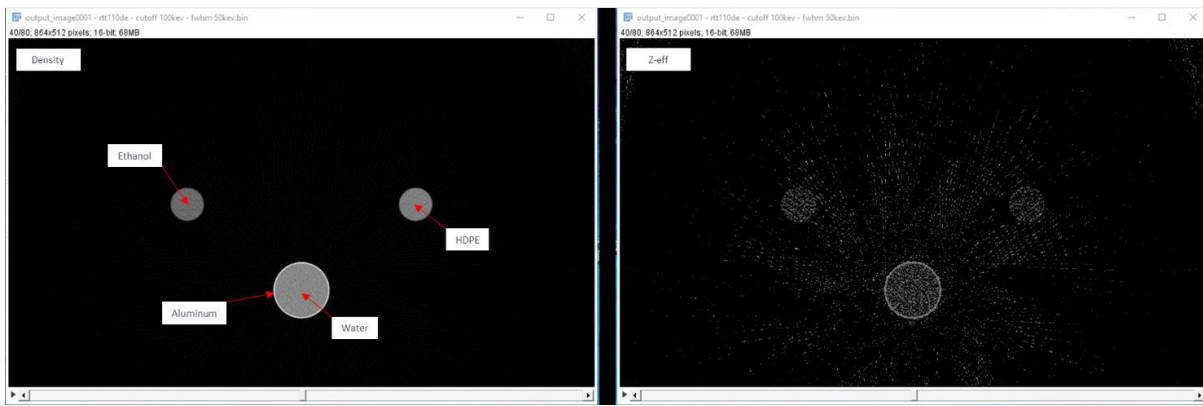 output_image0001 - rtt110de - cutoff 100kev - fwhm 50kev.bin
40/80; 864x512 pixels; 16-bit; 68MB
Density
Ethanol
HDPE
Aluminum
Water
output_image0001 - rtt110de - cutoff 100kev - fwhm 50kev.bin
40/80; 864x512 pixels; 16-bit; 68MB
Z-eff